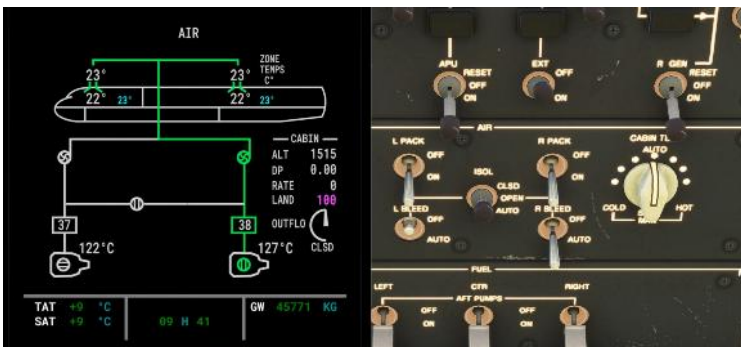 AIR
23°
23°
ZONE
TEMPS
C°
22° 23°
22° 23°
CABIN
ALT 1515
DP 0.00
RATE 0
LAND 100
OUTFLO
CLSD
37
38
122°C
127°C
TAT +9 °C
SAT +9 °C
09 H 41
GW 45771 KG
APU
RESET
OFF
ON
EXT
OFF
ON
R GEN
RESET
OFF
ON
AIR
L PACK
OFF
ON
R PACK
OFF
ON
CABIN TL
AUTO
COLD
MAN
HOT
ISOL
CLSD
OPEN
AUTO
L BLEED
OFF
AUTO
R BLEED
OFF
AUTO
FUEL
LEFT
CTR
RIGHT
AFT PUMPS
OFF
ON
OFF
ON